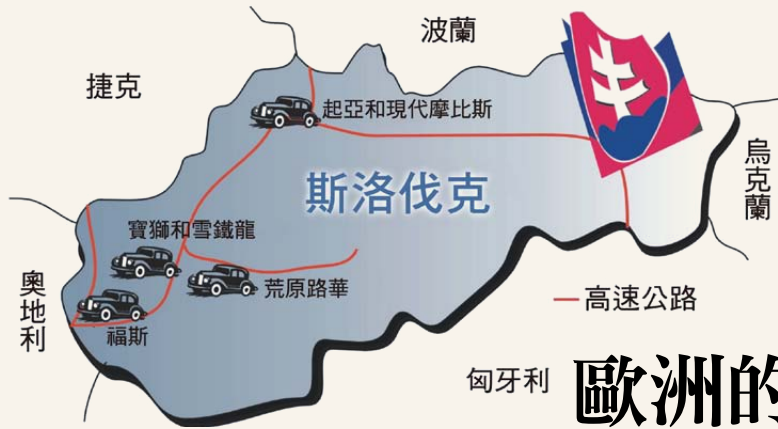 波蘭
捷克
起亞和現代摩比斯
烏克蘭
斯洛伐克
寶獅和雪鐵龍
荒原路華
奧地利
高速公路
福斯
匈牙利
歐洲的